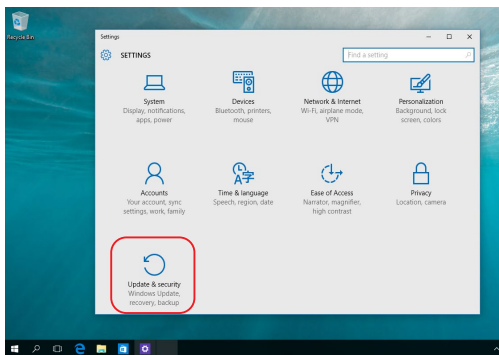 Recycle Bin
Settings
SETTINGS
Find a setting
System
Display, notifications,
apps, power
Devices
Bluetooth, printers,
mouse
Network & Internet
Wi-Fi, airplane mode,
VPN
Personalization
Background, lock
screen, colors
Accounts
Your account, sync
settings, work, family
A字
Time & language
Speech, region, date
Ease of Access
Narrator, magnifier,
high contrast
Privacy
Location, camera
Update & security
Windows Update,
recovery, backup